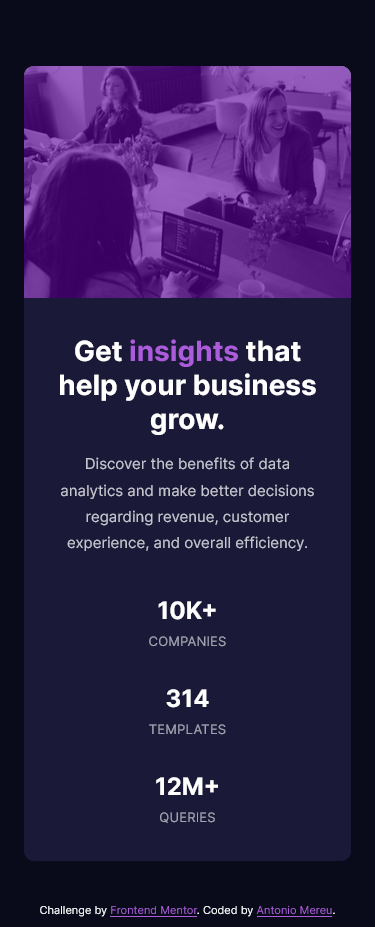 Get insights that
help your business
grow.
Discover the benefits of data
analytics and make better decisions
regarding revenue, customer
experience, and overall efficiency.
10K+
COMPANIES
314
TEMPLATES
12M+
QUERIES
Challenge by Frontend Mentor. Coded by Antonio Mereu.